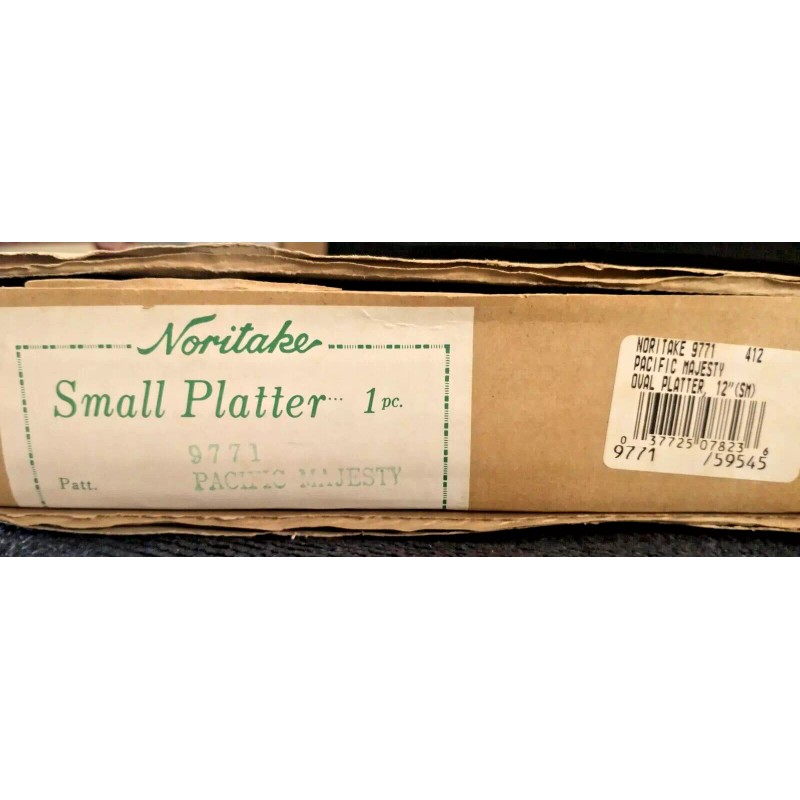 Noritake
Small Platter... 1 pc.
9771
Patt. PACIFIC MAJESTY
NORITAKE 9771 412
PACIFIC MAJESTY
OVAL PLATTER, 12"(SM)
0 37725 07823 6
9771 /59545